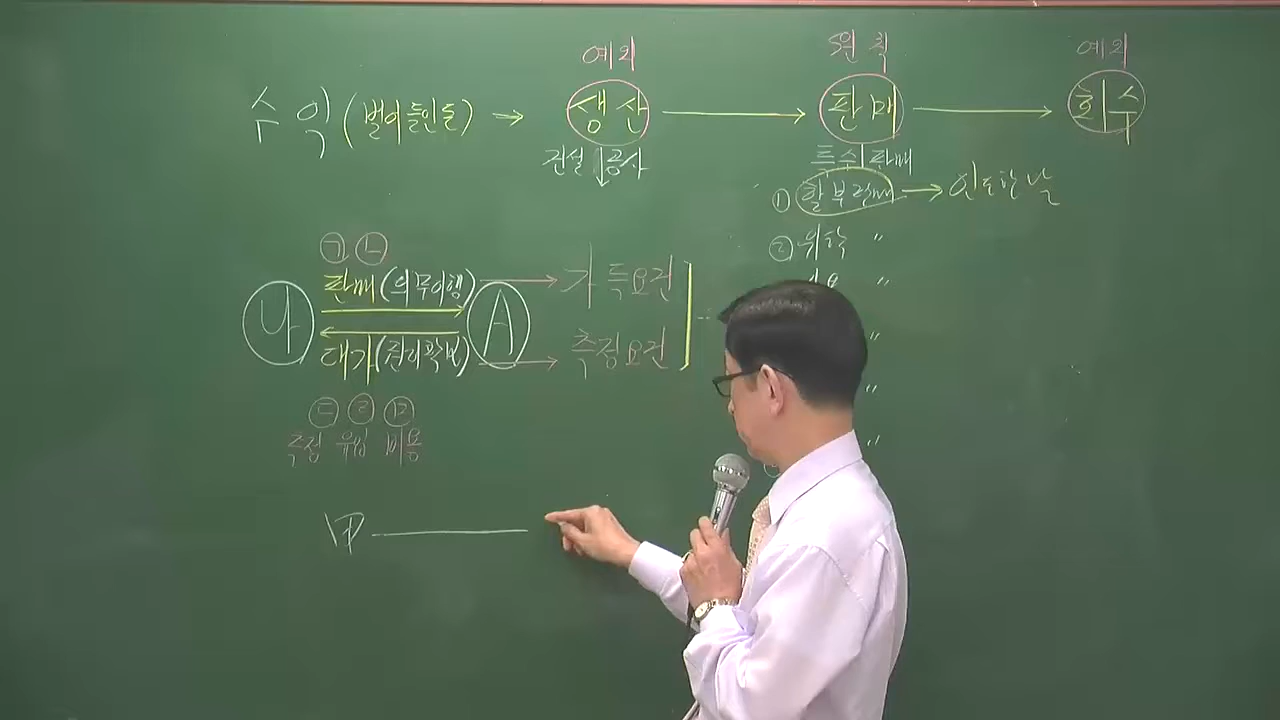 예외 원칙 예외
수익 (벌어들인돈) → 생산 → 판매 → 회수
건설 공사 특수판매
① 할부판매 → 인도한날
② 위탁 〃
〃
〃
〃
〃
ㄱ ㄴ
판매 (의무이행) → 가득요건
나 A
대가 (권리확보) → 측정요건
ㄷ ㄹ ㅁ
측정 유입 비용
甲